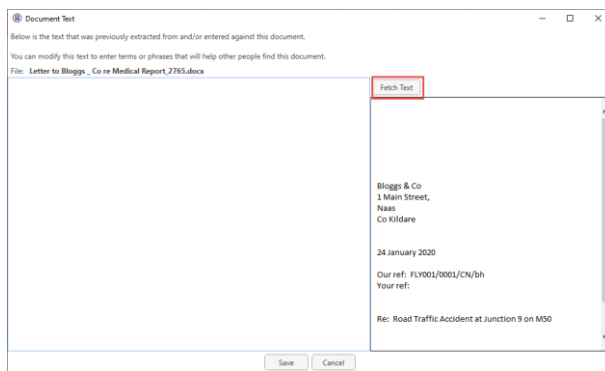 Document Text
Below is the text that was previously extracted from and/or entered against this document.
You can modify this text to enter terms or phrases that will help other people find this document.
File: Letter to Bloggs _ Co re Medical Report_2765.docx
Fetch Text
Bloggs & Co
1 Main Street,
Naas
Co Kildare
24 January 2020
Our ref: FLY001/0001/CN/bh
Your ref:
Re: Road Traffic Accident at Junction 9 on M50
Save Cancel